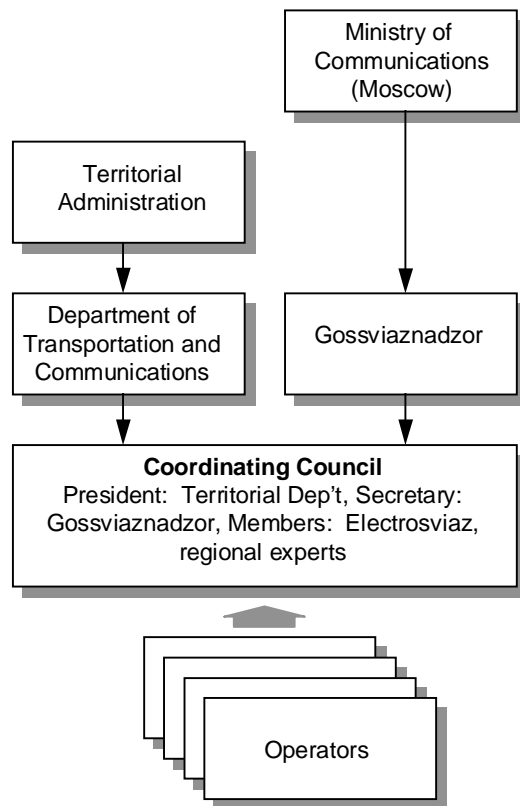 Ministry of
Communications
(Moscow)
Territorial
Administration
Department of
Transportation and
Communications
Gossviaznadzor
Coordinating Council
President: Territorial Dep't, Secretary:
Gossviaznadzor, Members: Electrosviaz,
regional experts
Operators